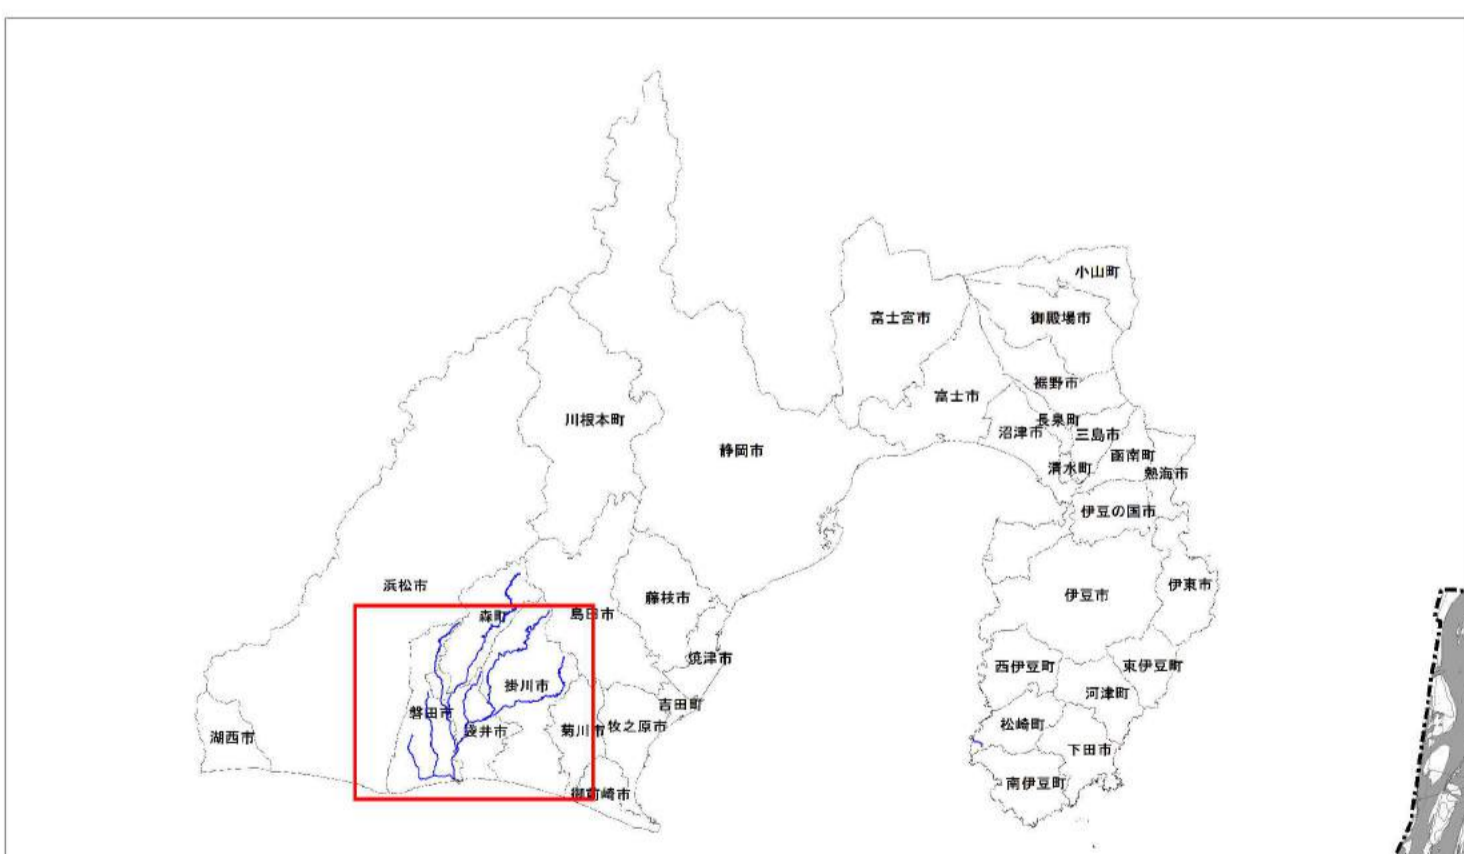 小山町
富士宮市
御殿場市
裾野市
富士市
川根本町
長泉町
沼津市
三島市
静岡市
函南町
清水町
熱海市
伊豆の国市
浜松市
伊東市
藤枝市
伊豆市
森町
島田市
焼津市
西伊豆町
東伊豆町
掛川市
河津町
吉田町
磐田市
松崎町
牧之原市
菊川市
袋井市
湖西市
下田市
南伊豆町
御前崎市